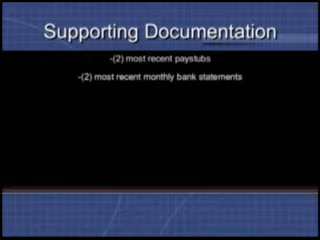 Supporting Documentation
-(2) most recent paystubs
-(2) most recent monthly bank statements